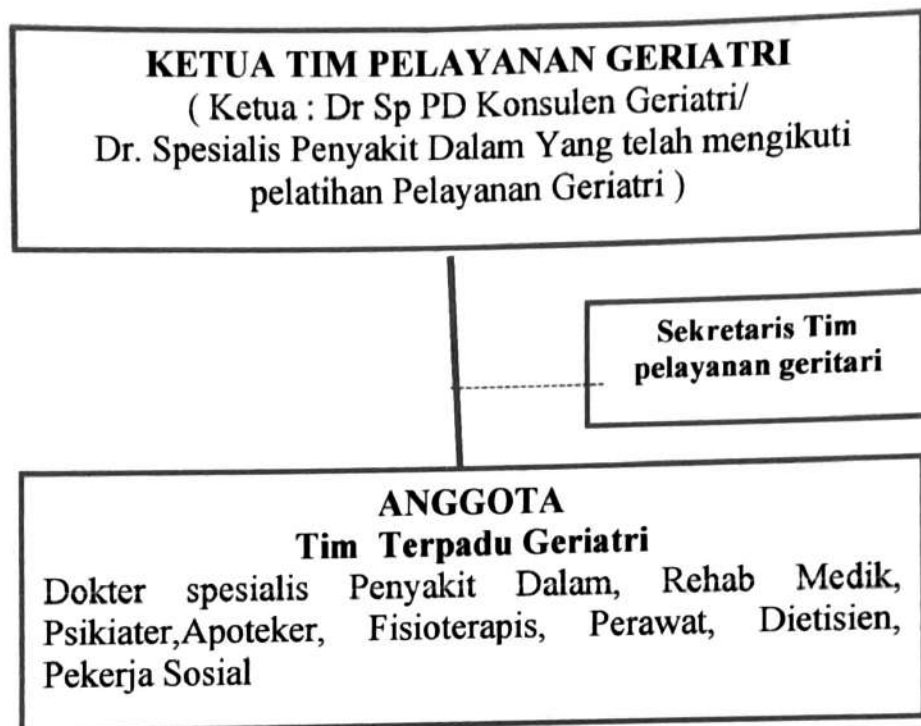 KETUA TIM PELAYANAN GERIATRI
( Ketua : Dr Sp PD Konsulen Geriatri/
Dr. Spesialis Penyakit Dalam Yang telah mengikuti
pelatihan Pelayanan Geriatri )
Sekretaris Tim
pelayanan geritari
ANGGOTA
Tim Terpadu Geriatri
Dokter spesialis Penyakit Dalam, Rehab Medik,
Psikiater,Apoteker, Fisioterapis, Perawat, Dietisien,
Pekerja Sosial